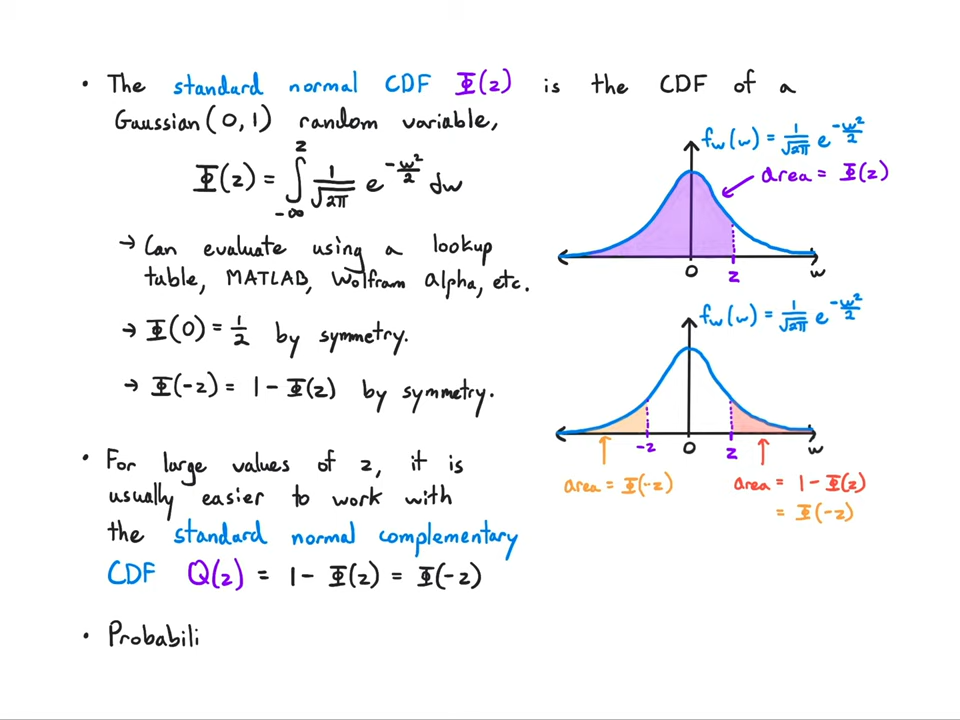 • The standard normal CDF Φ(z) is the CDF of a
Gaussian(0,1) random variable,
Φ(z) = ∫_{-∞}^{z} 1/√2π e^{-w²/2} dw
→ Can evaluate using a lookup
table, MATLAB, Wolfram alpha, etc.
→ Φ(0) = 1/2 by symmetry.
→ Φ(-z) = 1 - Φ(z) by symmetry.
• For large values of z, it is
usually easier to work with
the standard normal complementary
CDF Q(z) = 1 - Φ(z) = Φ(-z)
• Probabili
f_w(w) = 1/√2π e^{-w²/2}
area = Φ(z)
0 z w
f_w(w) = 1/√2π e^{-w²/2}
-z 0 z w
area = Φ(-z)
area = 1 - Φ(z)
= Φ(-z)